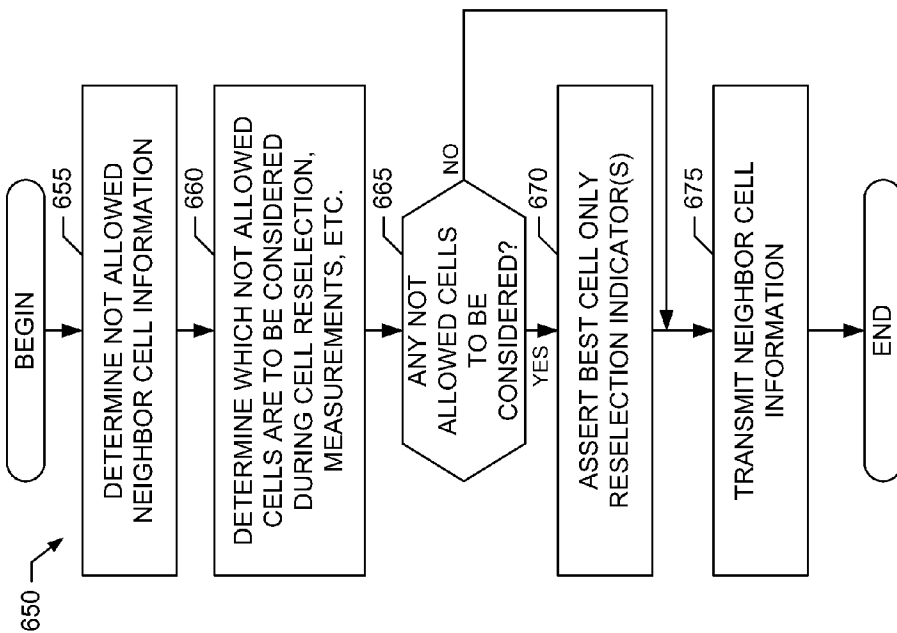 650
BEGIN
655
DETERMINE NOT ALLOWED
NEIGHBOR CELL INFORMATION
660
DETERMINE WHICH NOT ALLOWED
CELLS ARE TO BE CONSIDERED
DURING CELL RESELECTION,
MEASUREMENTS, ETC.
665
ANY NOT
ALLOWED CELLS
TO BE
CONSIDERED?
NO
YES
670
ASSERT BEST CELL ONLY
RESELECTION INDICATOR(S)
675
TRANSMIT NEIGHBOR CELL
INFORMATION
END